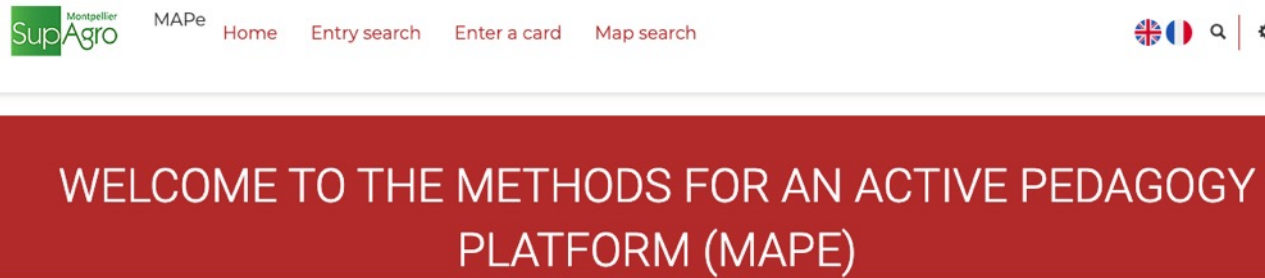 Montpellier
SupAgro
MAPe
Home Entry search Enter a card Map search
WELCOME TO THE METHODS FOR AN ACTIVE PEDAGOGY
PLATFORM (MAPE)